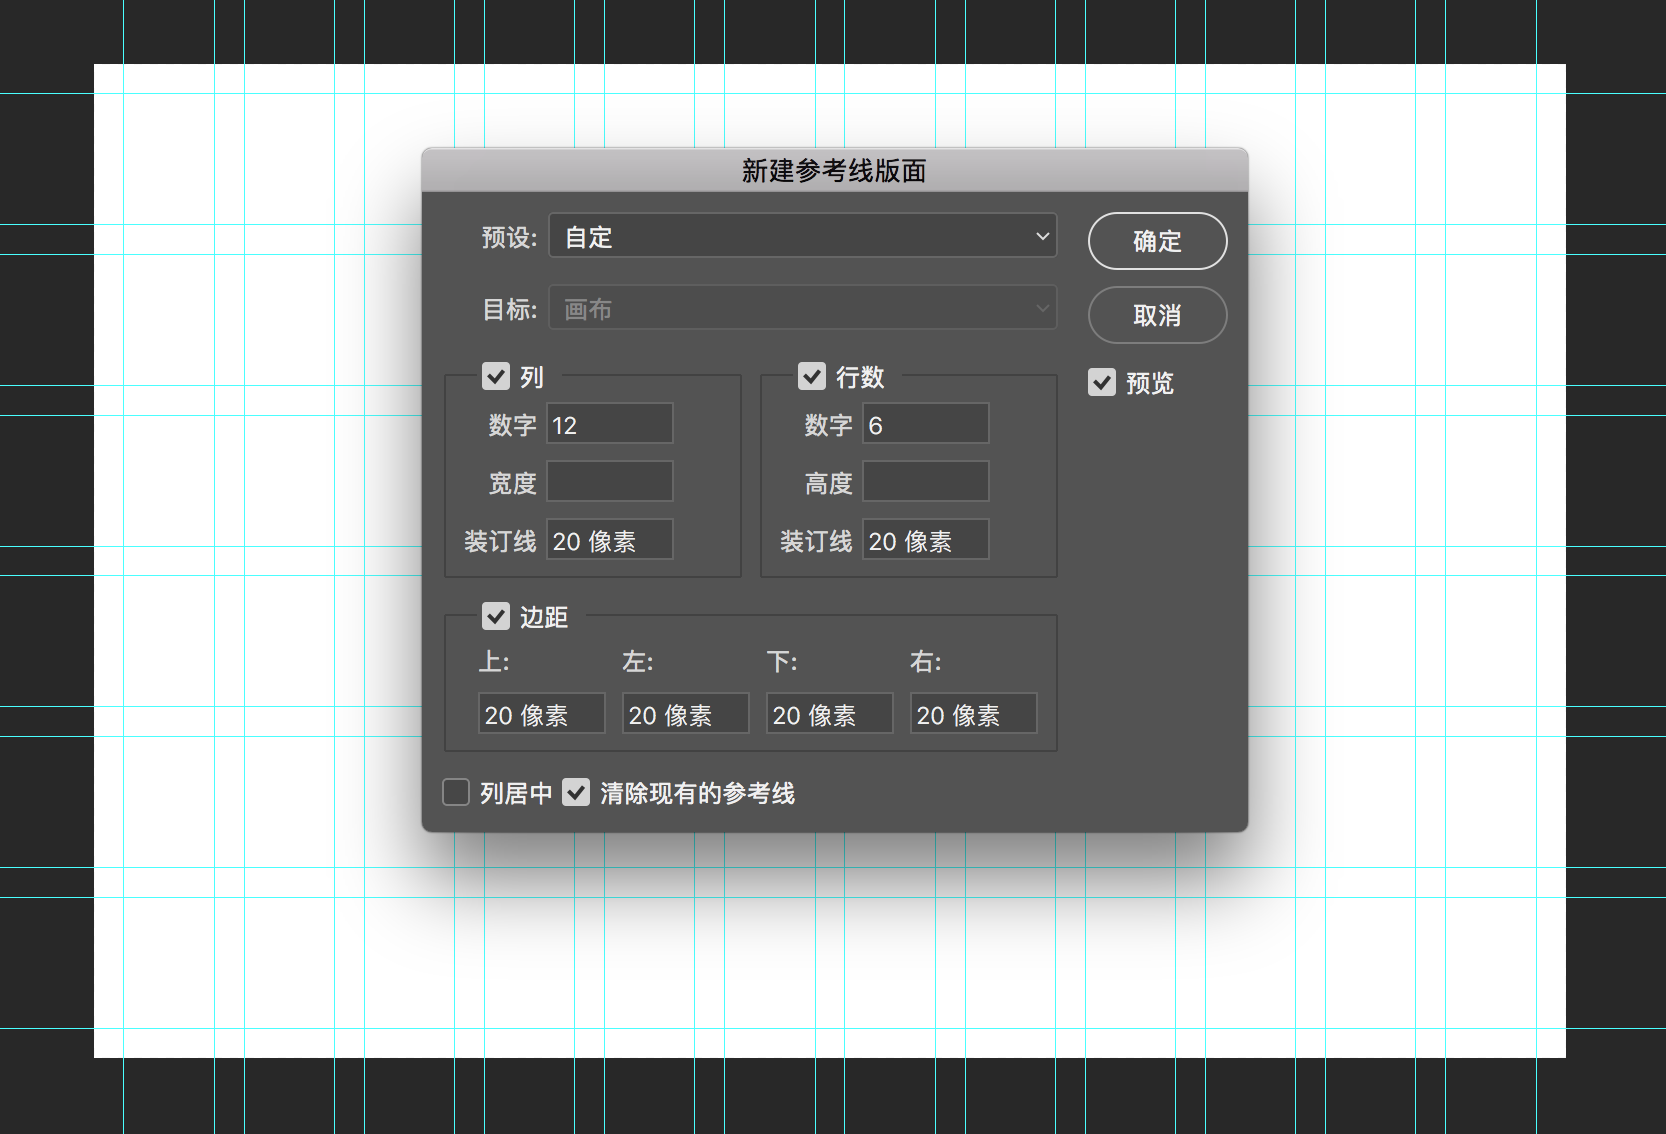 新建参考线版面
预设: 自定
确定
目标: 画布
取消
列
行数
预览
数字 12
数字 6
宽度
高度
装订线 20 像素
装订线 20 像素
边距
上: 左: 下: 右:
20 像素 20 像素 20 像素 20 像素
列居中 清除现有的参考线